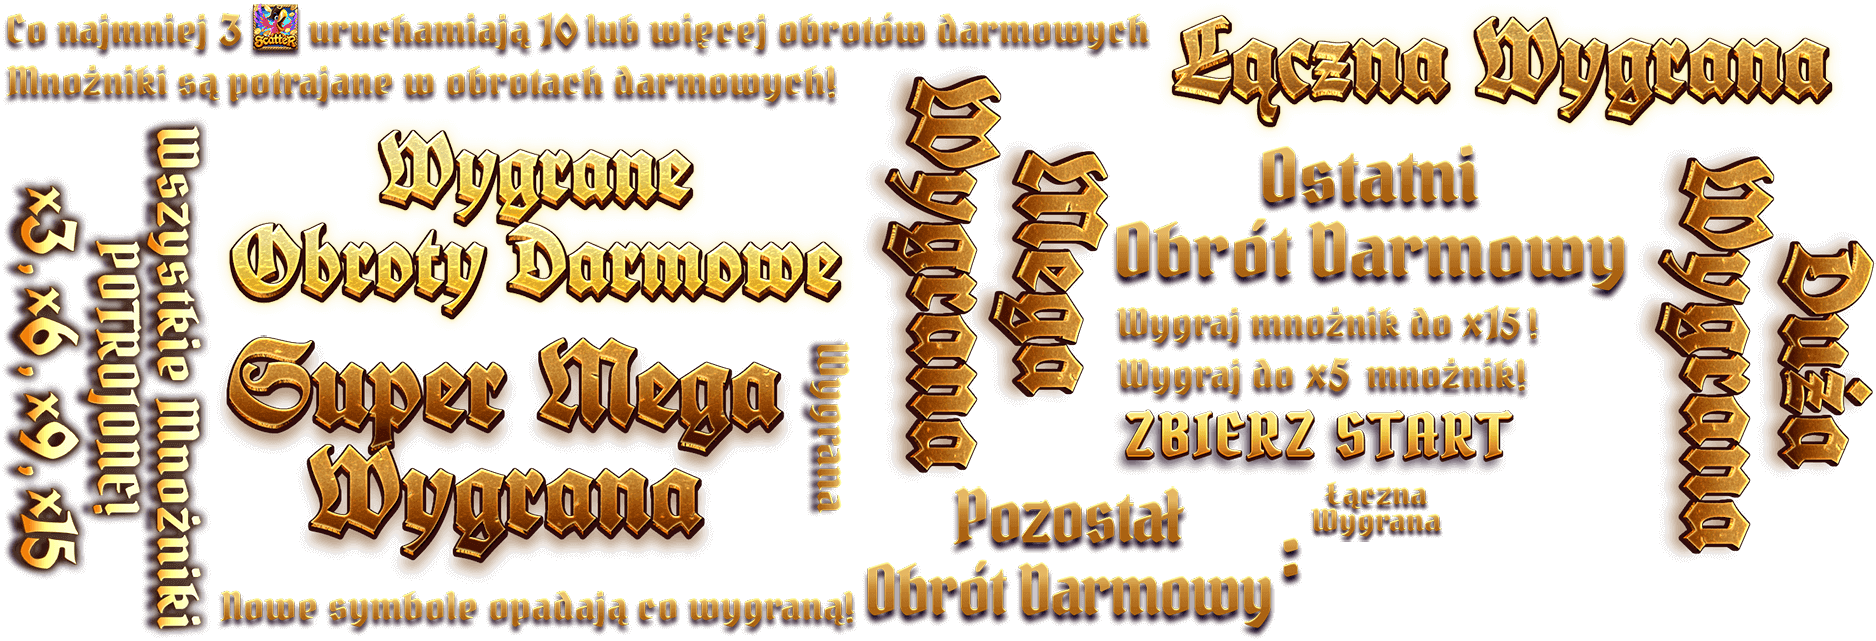 Co najmniej 3 SCATTER uruchamiają 10 lub więcej obrotów darmowych
Mnożniki są potrajane w obrotach darmowych!
Łączna Wygrana
Wszystkie Mnożniki
POTROJONE!
x3, x6, x9, x15
Wygrane
Obroty Darmowe
Super Mega
Wygrana
Wygrana
Nowe symbole opadają co wygraną!
Mega
Wygrana
Ostatni
Obrót Darmowy
Wygraj mnożnik do x15!
Wygraj do x5 mnożnik!
ZBIERZ START
Łączna
Wygrana
Pozostał
Obrót Darmowy:
Duża
Wygrana